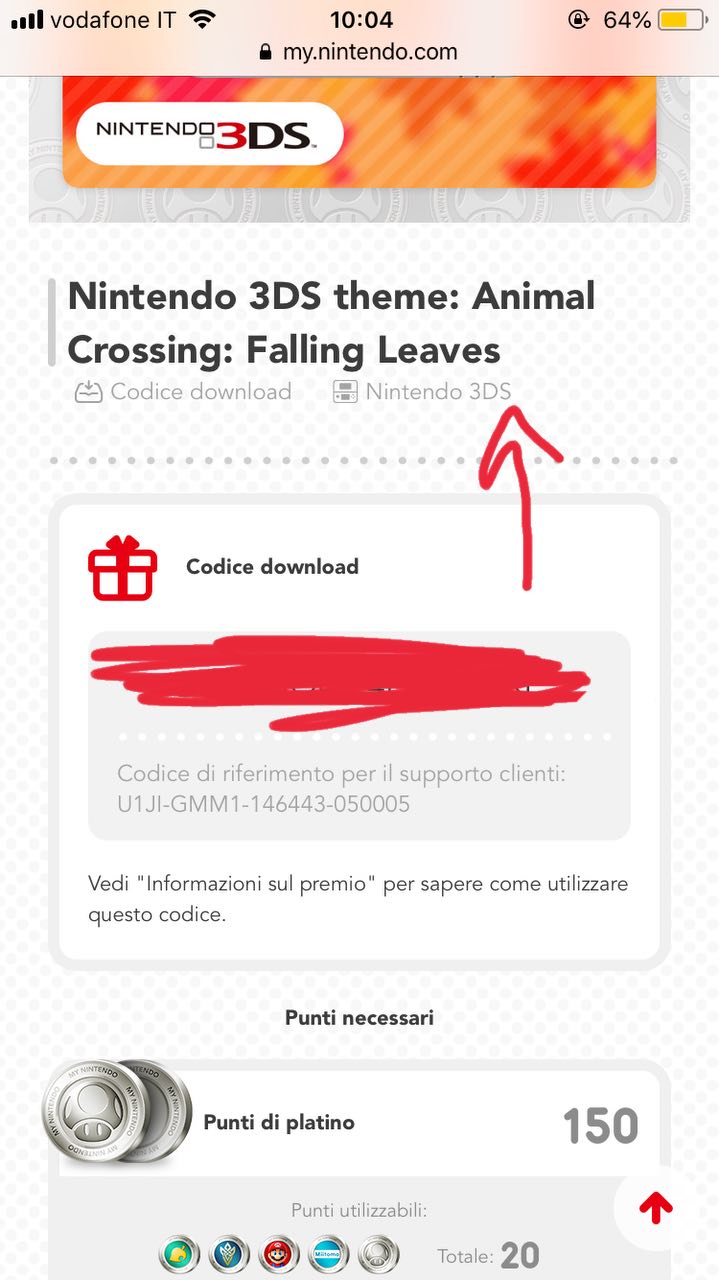 vodafone IT 10:04 64%
my.nintendo.com
NINTENDO 3DS™
Nintendo 3DS theme: Animal
Crossing: Falling Leaves
Codice download Nintendo 3DS
Codice download
Codice di riferimento per il supporto clienti:
U1JI-GMM1-146443-050005
Vedi "Informazioni sul premio" per sapere come utilizzare
questo codice.
Punti necessari
MY NINTENDO
Punti di platino 150
Punti utilizzabili:
Miitomo
Totale: 20